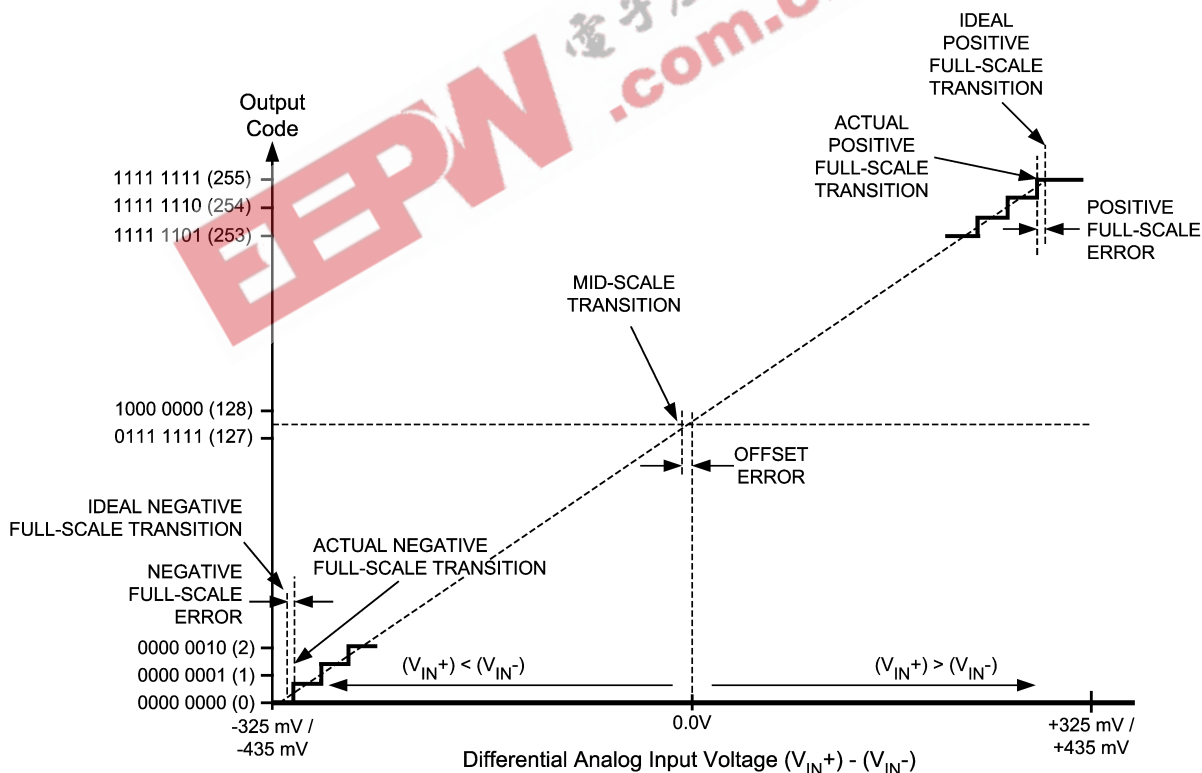 電子
EEPW
.com.c
IDEAL
POSITIVE
FULL-SCALE
TRANSITION
Output
Code
ACTUAL
POSITIVE
FULL-SCALE
TRANSITION
1111 1111 (255)
1111 1110 (254)
1111 1101 (253)
POSITIVE
FULL-SCALE
ERROR
MID-SCALE
TRANSITION
1000 0000 (128)
0111 1111 (127)
OFFSET
ERROR
IDEAL NEGATIVE
FULL-SCALE TRANSITION
ACTUAL NEGATIVE
FULL-SCALE TRANSITION
NEGATIVE
FULL-SCALE
ERROR
0000 0010 (2)
0000 0001 (1)
0000 0000 (0)
(VIN+) < (VIN-)
(VIN+) > (VIN-)
-325 mV /
-435 mV
0.0V
+325 mV /
+435 mV
Differential Analog Input Voltage (VIN+) - (VIN-)